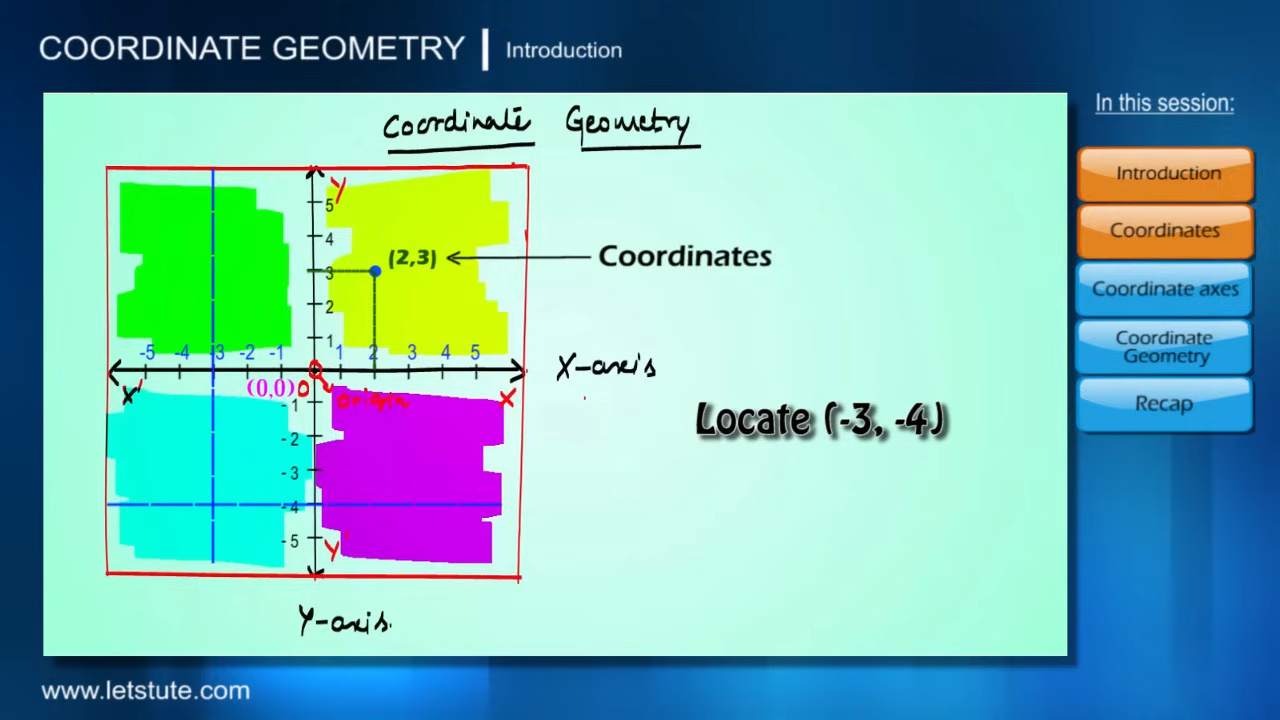 COORDINATE GEOMETRY | Introduction
In this session:
Introduction
Coordinates
Coordinate axes
Coordinate
Geometry
Recap
Coordinate Geometry
Y
5
4
(2,3)
Coordinates
3
2
1
-5 -4 -3 -2 -1 1 2 3 4 5
X-axis
X' (0,0) O origin X
-1
-2
-3
-4
-5
Y'
Locate (-3, -4)
Y-axis
www.letstute.com